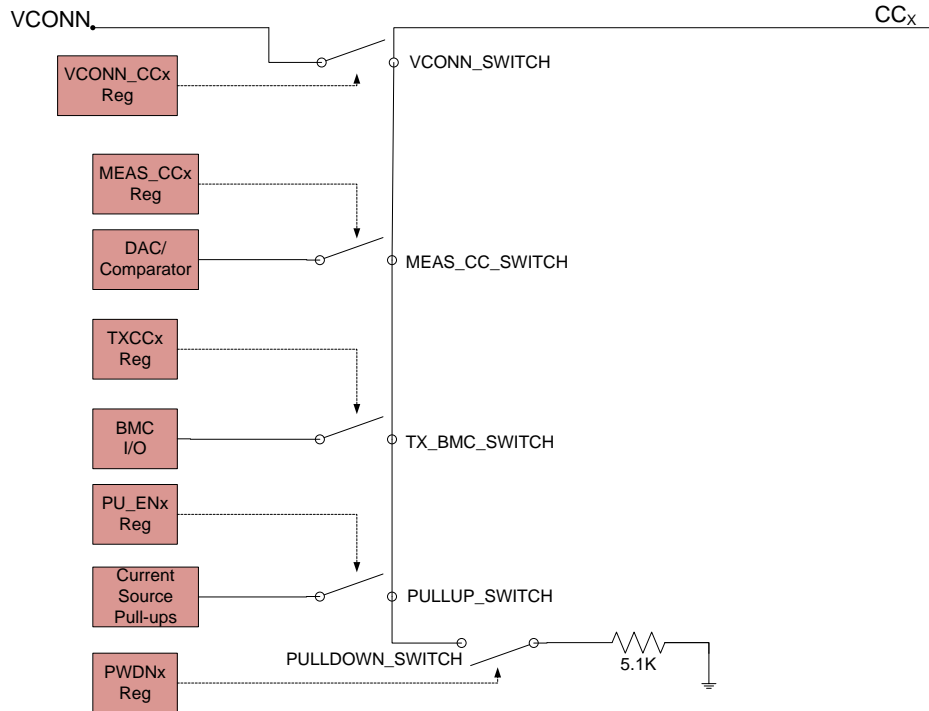 VCONN
CCX
VCONN_CCx
Reg
VCONN_SWITCH
MEAS_CCx
Reg
DAC/
Comparator
MEAS_CC_SWITCH
TXCCx
Reg
BMC
I/O
TX_BMC_SWITCH
PU_ENx
Reg
Current
Source
Pull-ups
PULLUP_SWITCH
PULLDOWN_SWITCH
5.1K
PWDNx
Reg